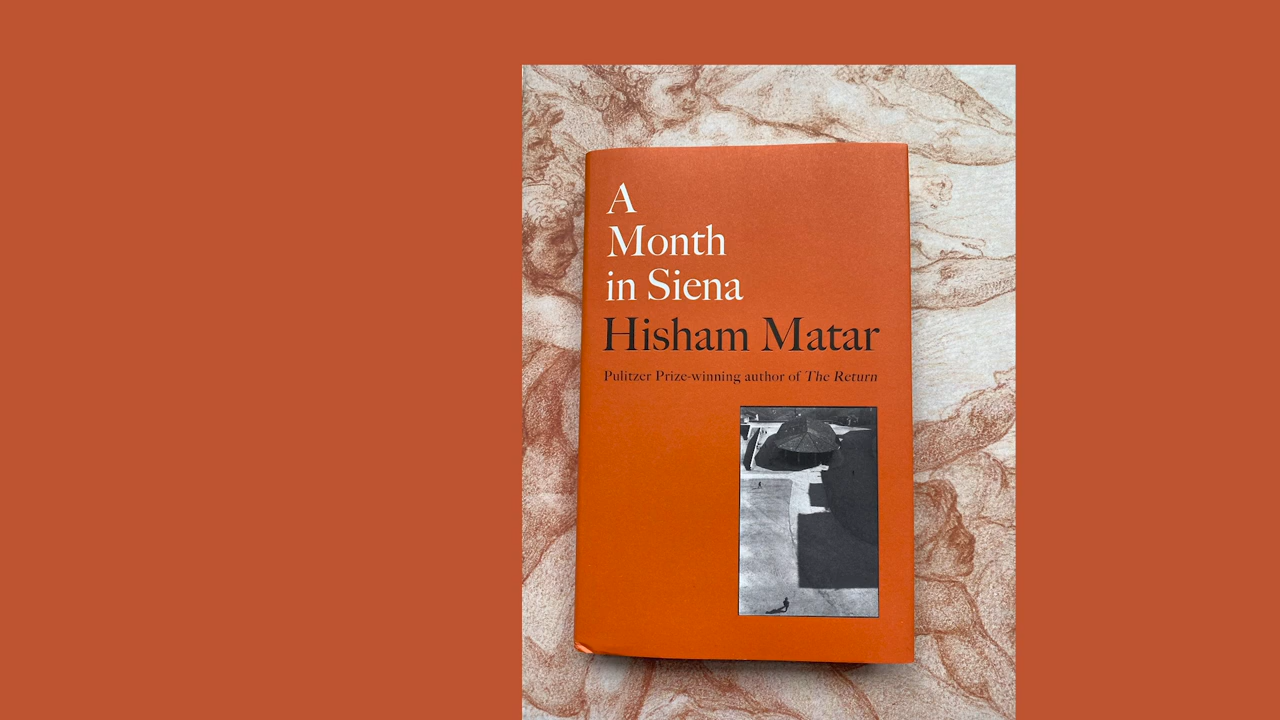 A
Month
in Siena
Hisham Matar
Pulitzer Prize-winning author of The Return